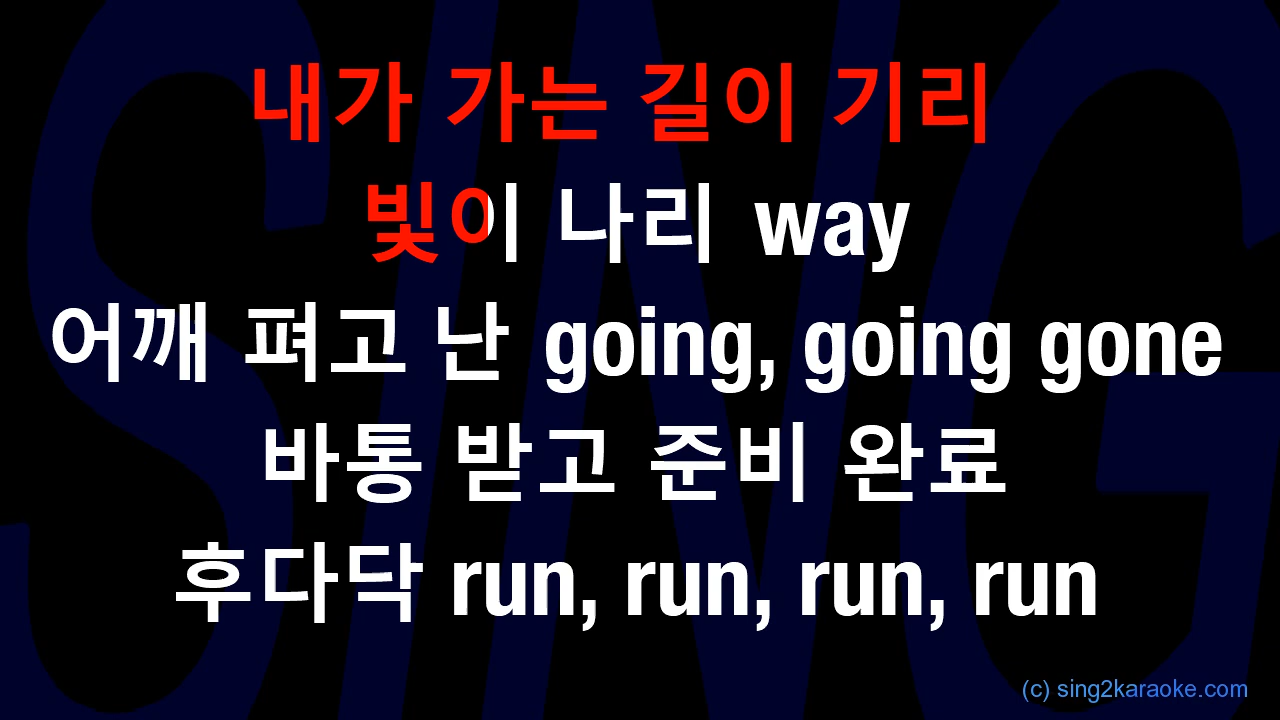 내가 가는 길이 기리
빛이 나리 way
어깨 펴고 난 going, going gone
바통 받고 준비 완료
후다닥 run, run, run, run
(c) sing2karaoke.com
SING